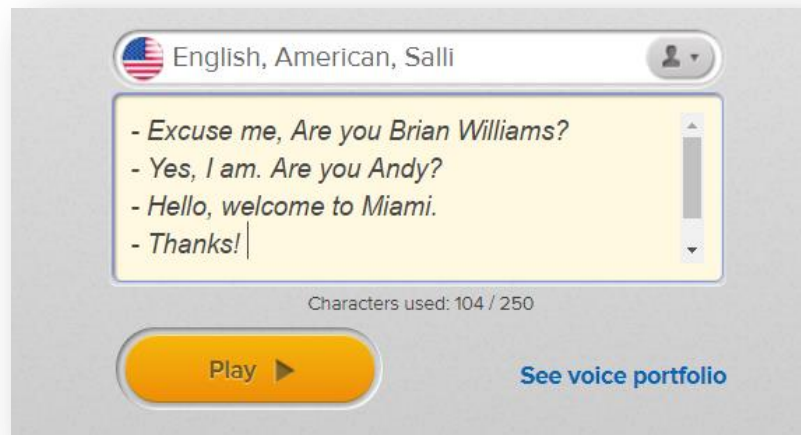 English, American, Salli
- Excuse me, Are you Brian Williams?
- Yes, I am. Are you Andy?
- Hello, welcome to Miami.
- Thanks!
Characters used: 104 / 250
Play
See voice portfolio